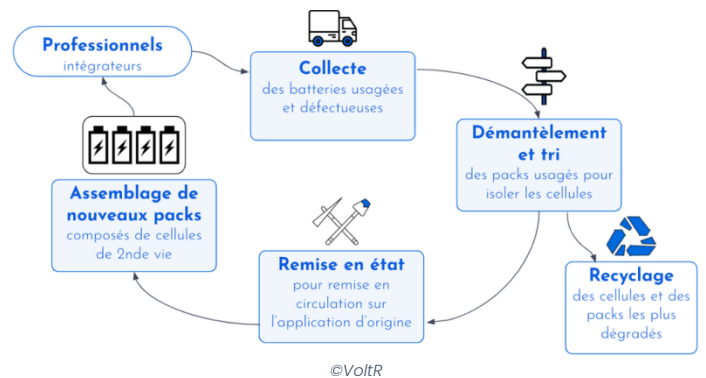 Professionnels
intégrateurs
Collecte
des batteries usagées
et défectueuses
Démantèlement
et tri
des packs usagés pour
isoler les cellules
Recyclage
des cellules et des
packs les plus
dégradés
Remise en état
pour remise en
circulation sur
l'application d'origine
Assemblage de
nouveaux packs
composés de cellules
de 2nde vie
©VoltR